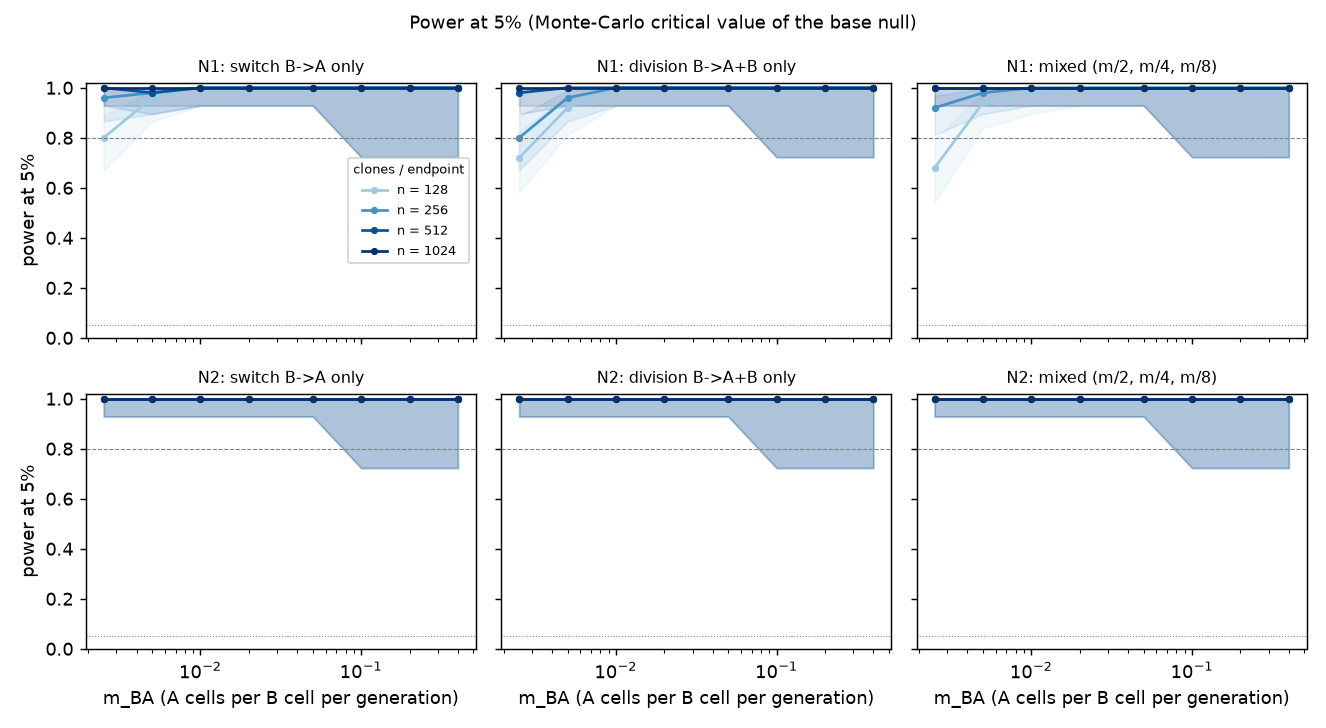 Power at 5% (Monte-Carlo critical value of the base null)
N1: switch B->A only
N1: division B->A+B only
N1: mixed (m/2, m/4, m/8)
1.0
0.8
0.6
0.4
0.2
0.0
power at 5%
clones / endpoint
n = 128
n = 256
n = 512
n = 1024
N2: switch B->A only
N2: division B->A+B only
N2: mixed (m/2, m/4, m/8)
1.0
0.8
0.6
0.4
0.2
0.0
power at 5%
10⁻² 10⁻¹
10⁻² 10⁻¹
10⁻² 10⁻¹
m_BA (A cells per B cell per generation)
m_BA (A cells per B cell per generation)
m_BA (A cells per B cell per generation)